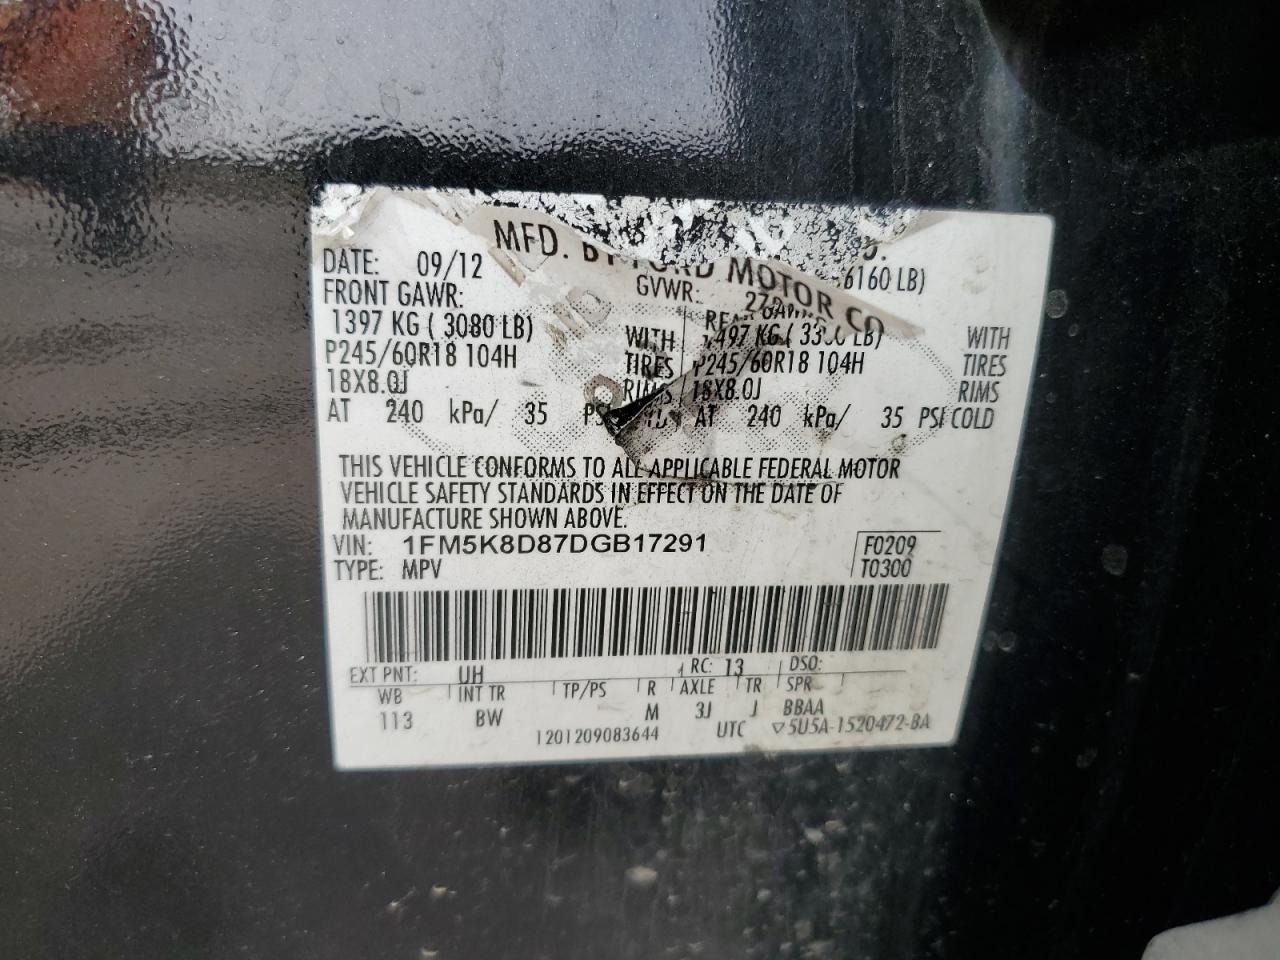 MFD. BY FORD MOTOR CO
DATE: 09/12 GVWR: 6160 LB)
FRONT GAWR:
1397 KG ( 3080 LB) WITH
P245/60R18 104H TIRES
18X8.0J RIMS
AT 240 kPa/ 35
LB) WITH
P245/60R18 104H TIRES
18X8.0J RIMS
AT 240 kPa/ 35 PSI COLD
THIS VEHICLE CONFORMS TO ALL APPLICABLE FEDERAL MOTOR
VEHICLE SAFETY STANDARDS IN EFFECT ON THE DATE OF
MANUFACTURE SHOWN ABOVE.
VIN: 1FM5K8D87DGB17291
TYPE: MPV
F0209
T0300
EXT PNT: UH RC: 13 DSO:
WB INT TR TP/PS R AXLE TR SPR
113 BW M 3J J BBAA
1201209083644 UTC ▽5U5A-1520472-BA